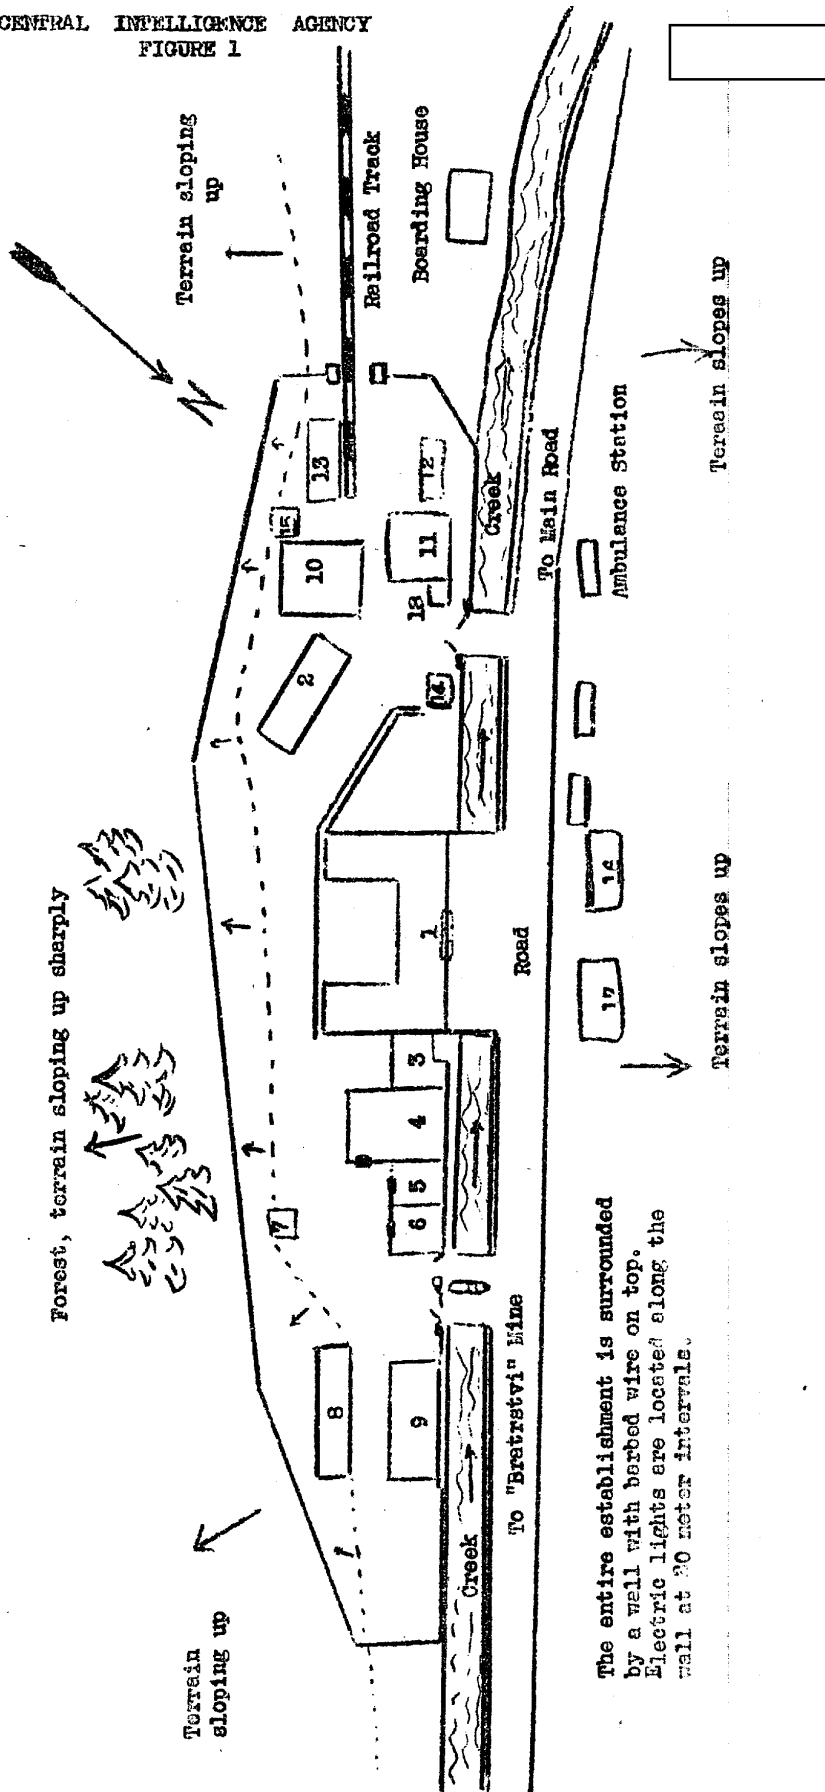 CENTRAL INTELLIGENCE AGENCY
FIGURE 1
Terrain sloping
up
Railroad Track
Boarding House
N
Terrain slopes up
13
12
15
10
11
18
Creek
To Main Road
Ambulance Station
2
14
Forest, terrain sloping up sharply
1
Road
16
17
Terrain slopes up
3
4
5
6
7
8
9
To "Bratrstvi" Mine
Creek
Terrain
sloping up
The entire establishment is surrounded
by a wall with barbed wire on top.
Electric lights are located along the
wall at 20 meter intervals.